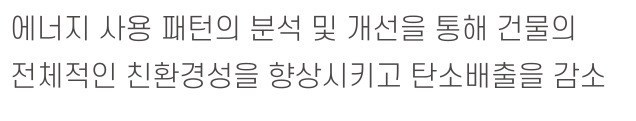 에너지 사용 패턴의 분석 및 개선을 통해 건물의
전체적인 친환경성을 향상시키고 탄소배출을 감소